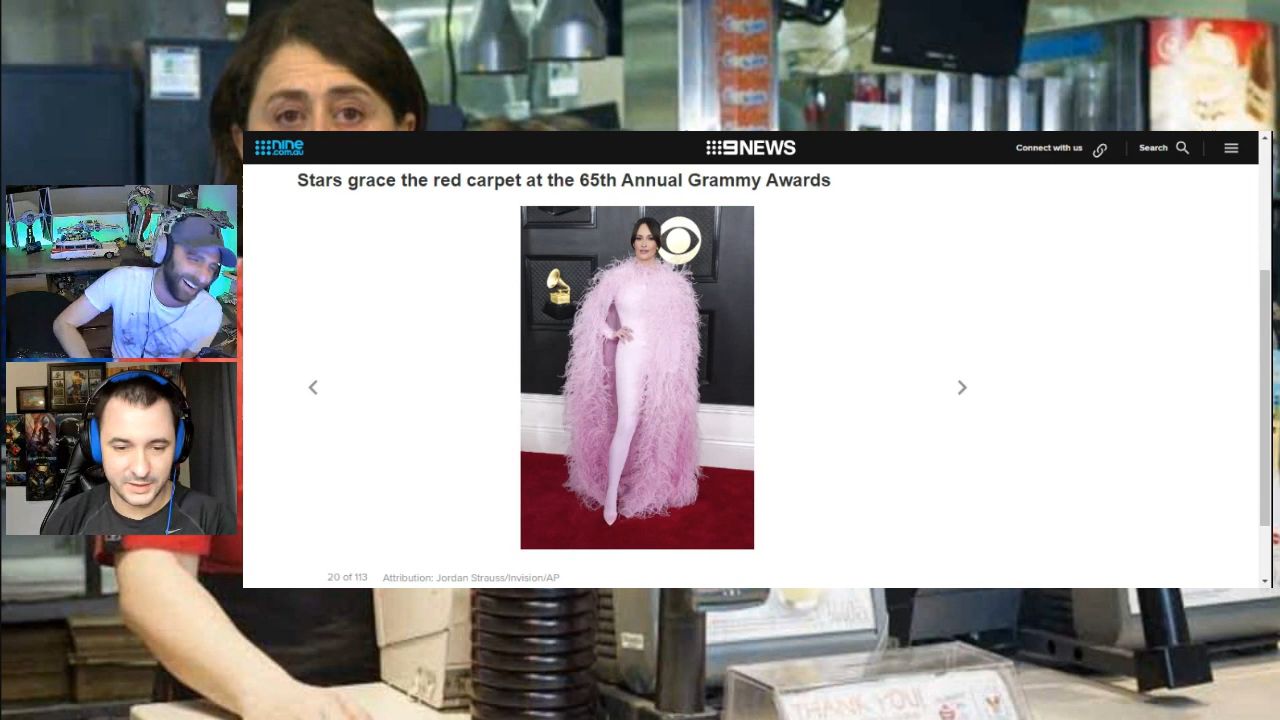 nine
.com.au
9NEWS
Connect with us
Search
Stars grace the red carpet at the 65th Annual Grammy Awards
20 of 113
Attribution: Jordan Strauss/Invision/AP
THANK YOU!